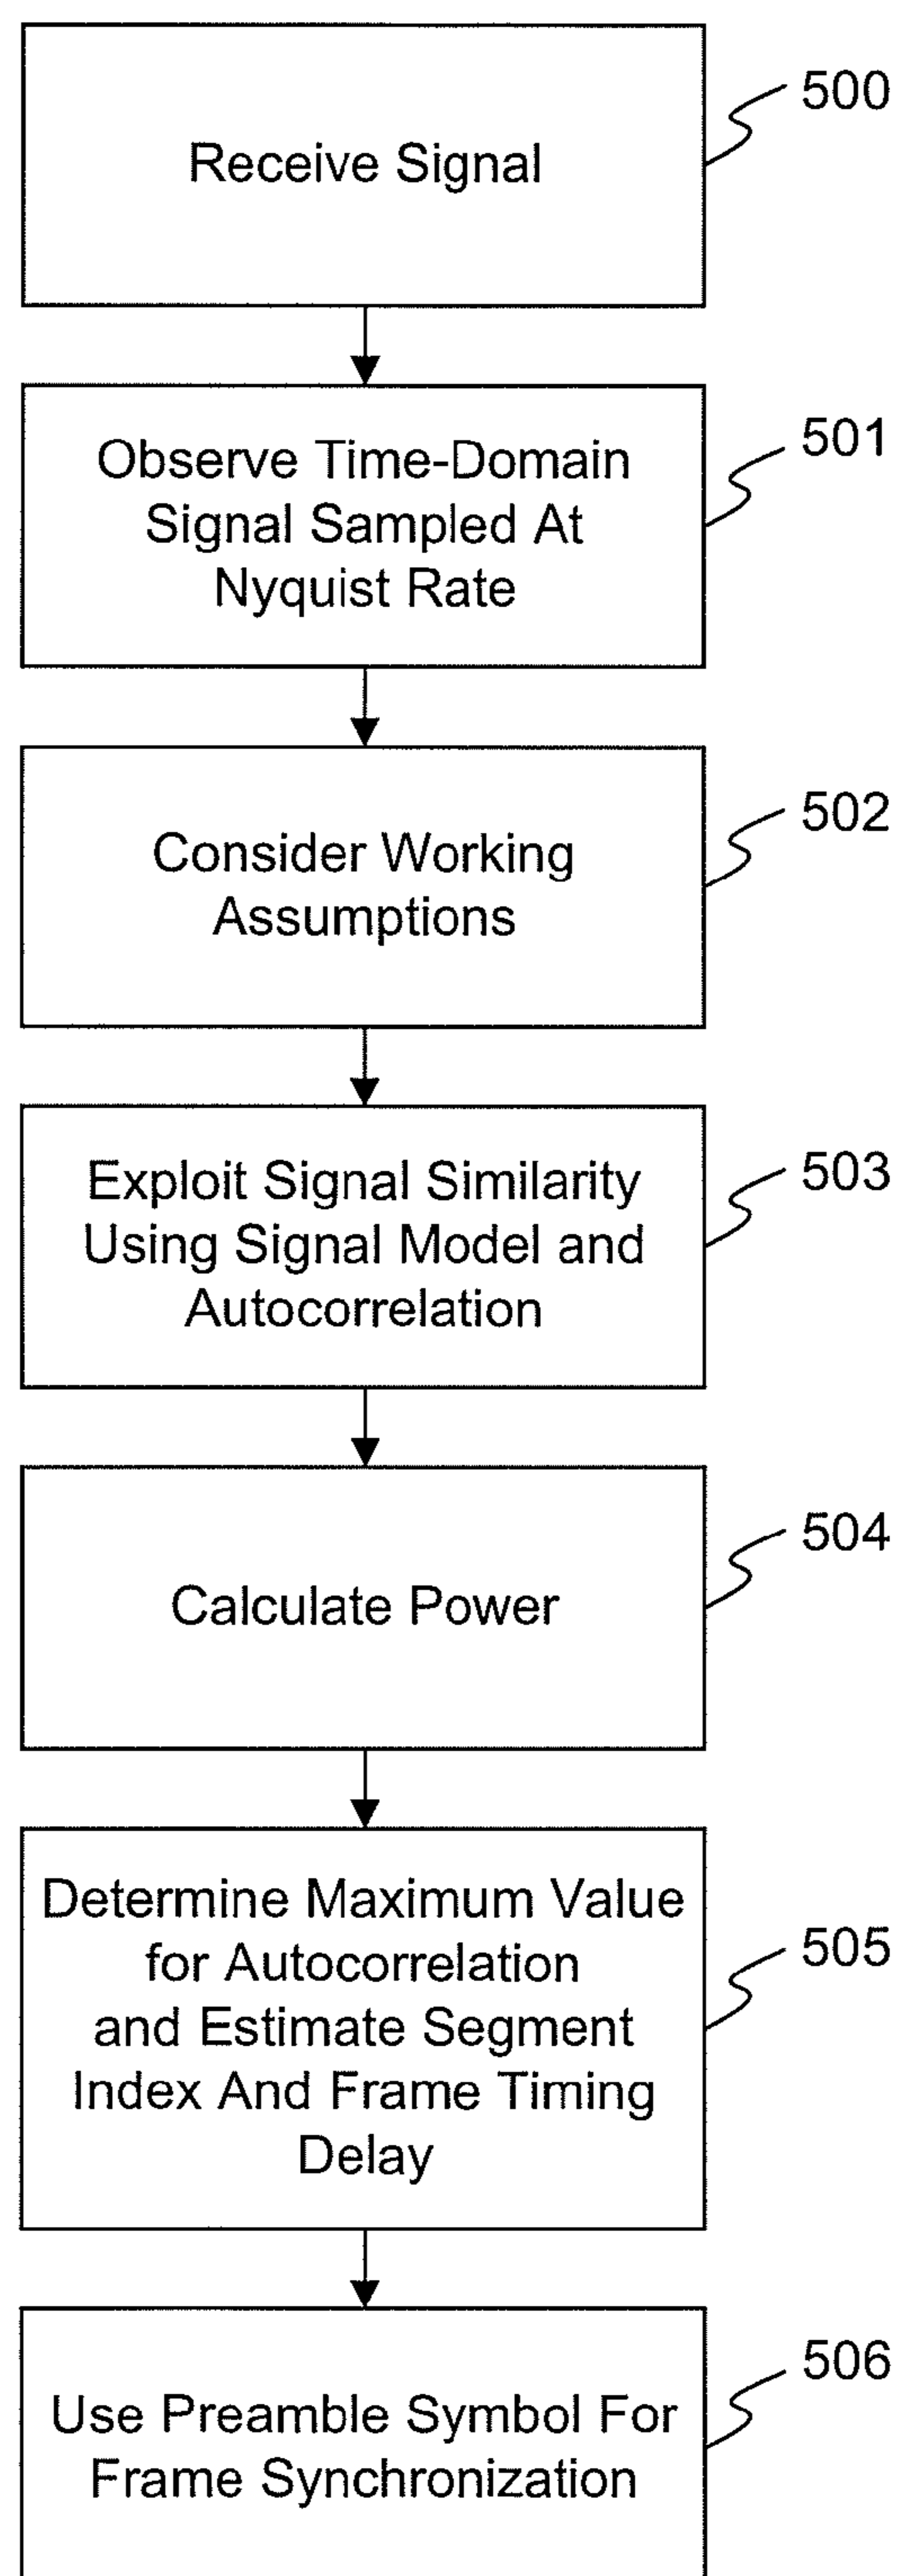 Receive Signal
500
Observe Time-Domain
Signal Sampled At
Nyquist Rate
501
Consider Working
Assumptions
502
Exploit Signal Similarity
Using Signal Model and
Autocorrelation
503
Calculate Power
504
Determine Maximum Value
for Autocorrelation
and Estimate Segment
Index And Frame Timing
Delay
505
Use Preamble Symbol For
Frame Synchronization
506